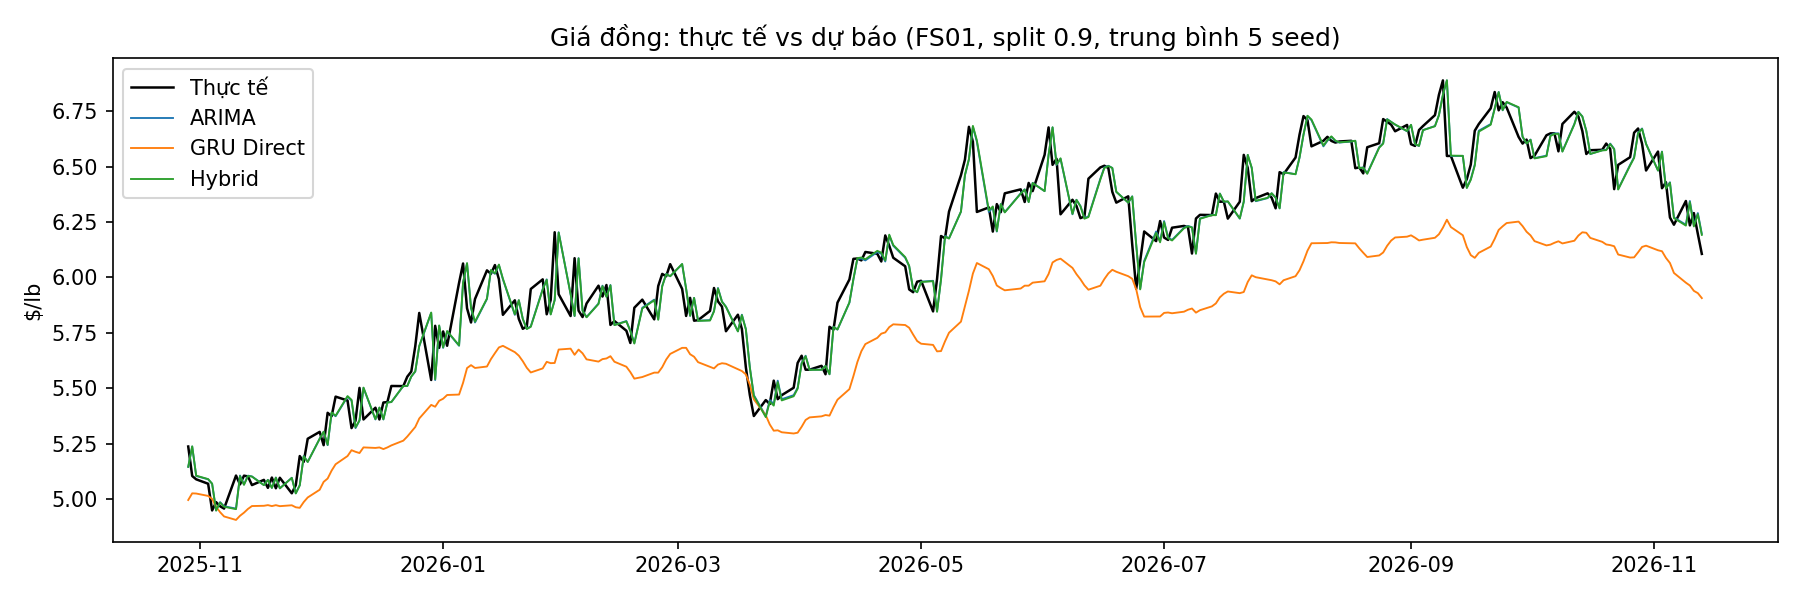 Giá đồng: thực tế vs dự báo (FS01, split 0.9, trung bình 5 seed)
Thực tế
ARIMA
GRU Direct
Hybrid
$/lb
6.75
6.50
6.25
6.00
5.75
5.50
5.25
5.00
2025-11
2026-01
2026-03
2026-05
2026-07
2026-09
2026-11